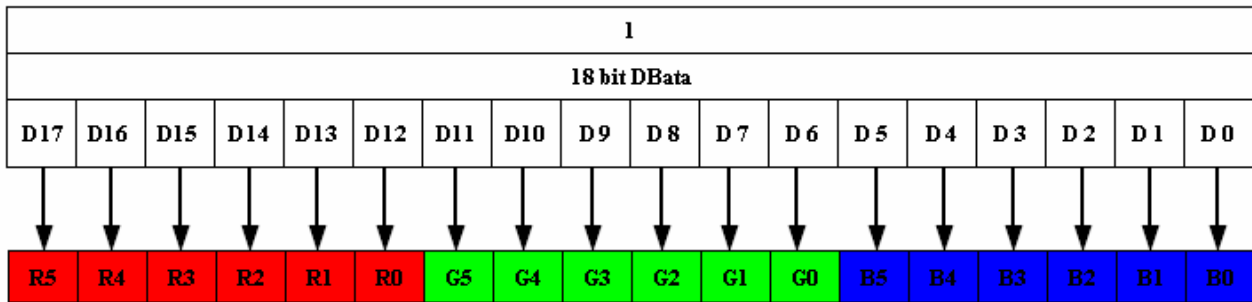 1
18 bit DBata
D17 D16 D15 D14 D13 D12 D11 D10 D 9 D 8 D 7 D 6 D 5 D 4 D 3 D 2 D 1 D 0
R5 R4 R3 R2 R1 R0 G5 G4 G3 G2 G1 G0 B5 B4 B3 B2 B1 B0